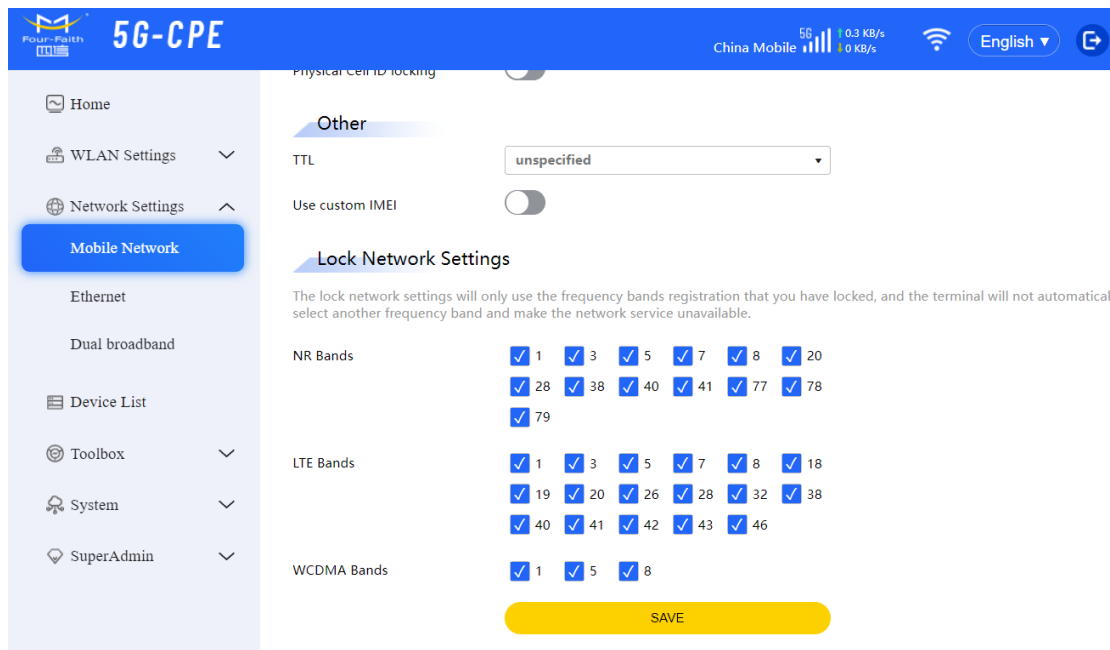 Four-Faith
四信
5G-CPE
China Mobile
5G
0.3 KB/s
0 KB/s
English ▼
Physical Cell ID locking
Home
WLAN Settings
Network Settings
Mobile Network
Ethernet
Dual broadband
Device List
Toolbox
System
SuperAdmin
Other
TTL
unspecified
Use custom IMEI
Lock Network Settings
The lock network settings will only use the frequency bands registration that you have locked, and the terminal will not automatical
select another frequency band and make the network service unavailable.
NR Bands
1 3 5 7 8 20
28 38 40 41 77 78
79
LTE Bands
1 3 5 7 8 18
19 20 26 28 32 38
40 41 42 43 46
WCDMA Bands
1 5 8
SAVE